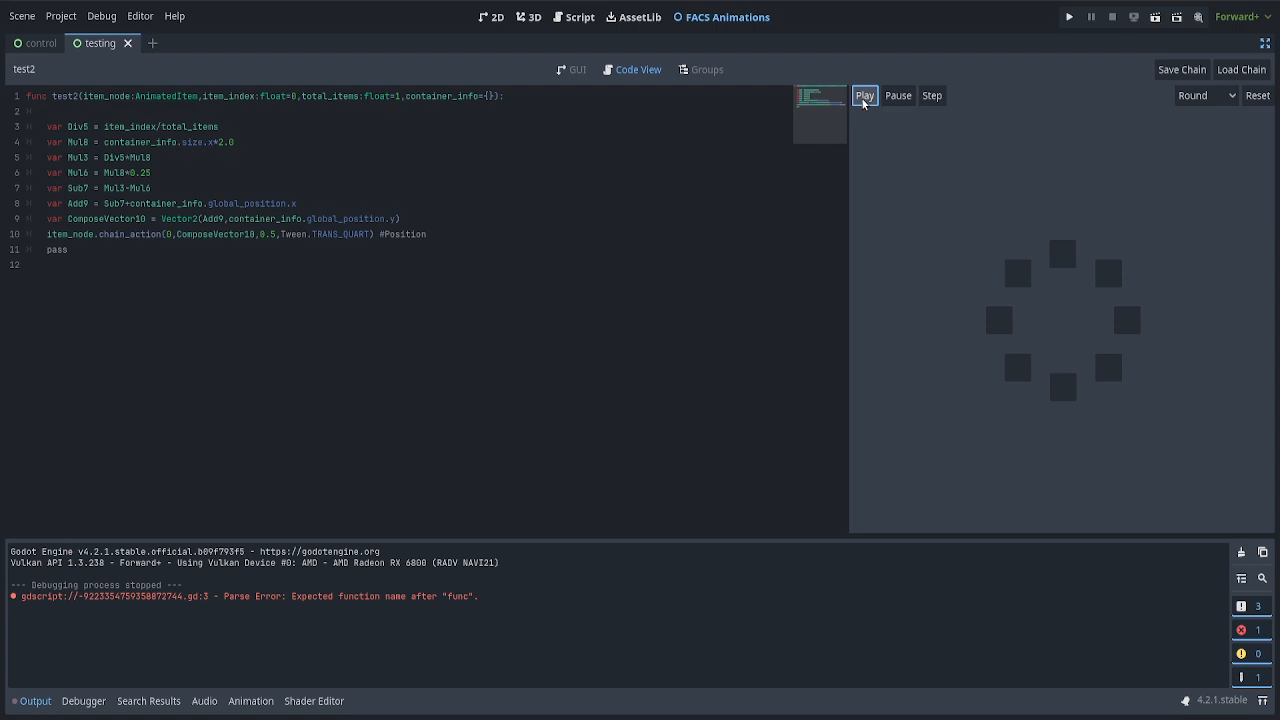 Scene Project Debug Editor Help 2D 3D Script AssetLib FACS Animations Forward+
control testing
test2 GUI Code View Groups Save Chain Load Chain
Play Pause Step Round Reset
1 func test2(item_node:AnimatedItem,item_index:float=0,total_items:float=1,container_info={}):
2
3 var Div5 = item_index/total_items
4 var Mul8 = container_info.size.x*2.0
5 var Mul3 = Div5*Mul8
6 var Mul6 = Mul8*0.25
7 var Sub7 = Mul3-Mul6
8 var Add9 = Sub7+container_info.global_position.x
9 var ComposeVector10 = Vector2(Add9,container_info.global_position.y)
10 item_node.chain_action(0,ComposeVector10,0.5,Tween.TRANS_QUART) #Position
11 pass
12
Godot Engine v4.2.1.stable.official.b09f793f5 - https://godotengine.org
Vulkan API 1.3.238 - Forward+ - Using Vulkan Device #0: AMD - AMD Radeon RX 6800 (RADV NAVI21)
--- Debugging process stopped ---
gdscript://-9223354759358872744.gd:3 - Parse Error: Expected function name after "func".
3
1
0
1
Output Debugger Search Results Audio Animation Shader Editor 4.2.1.stable